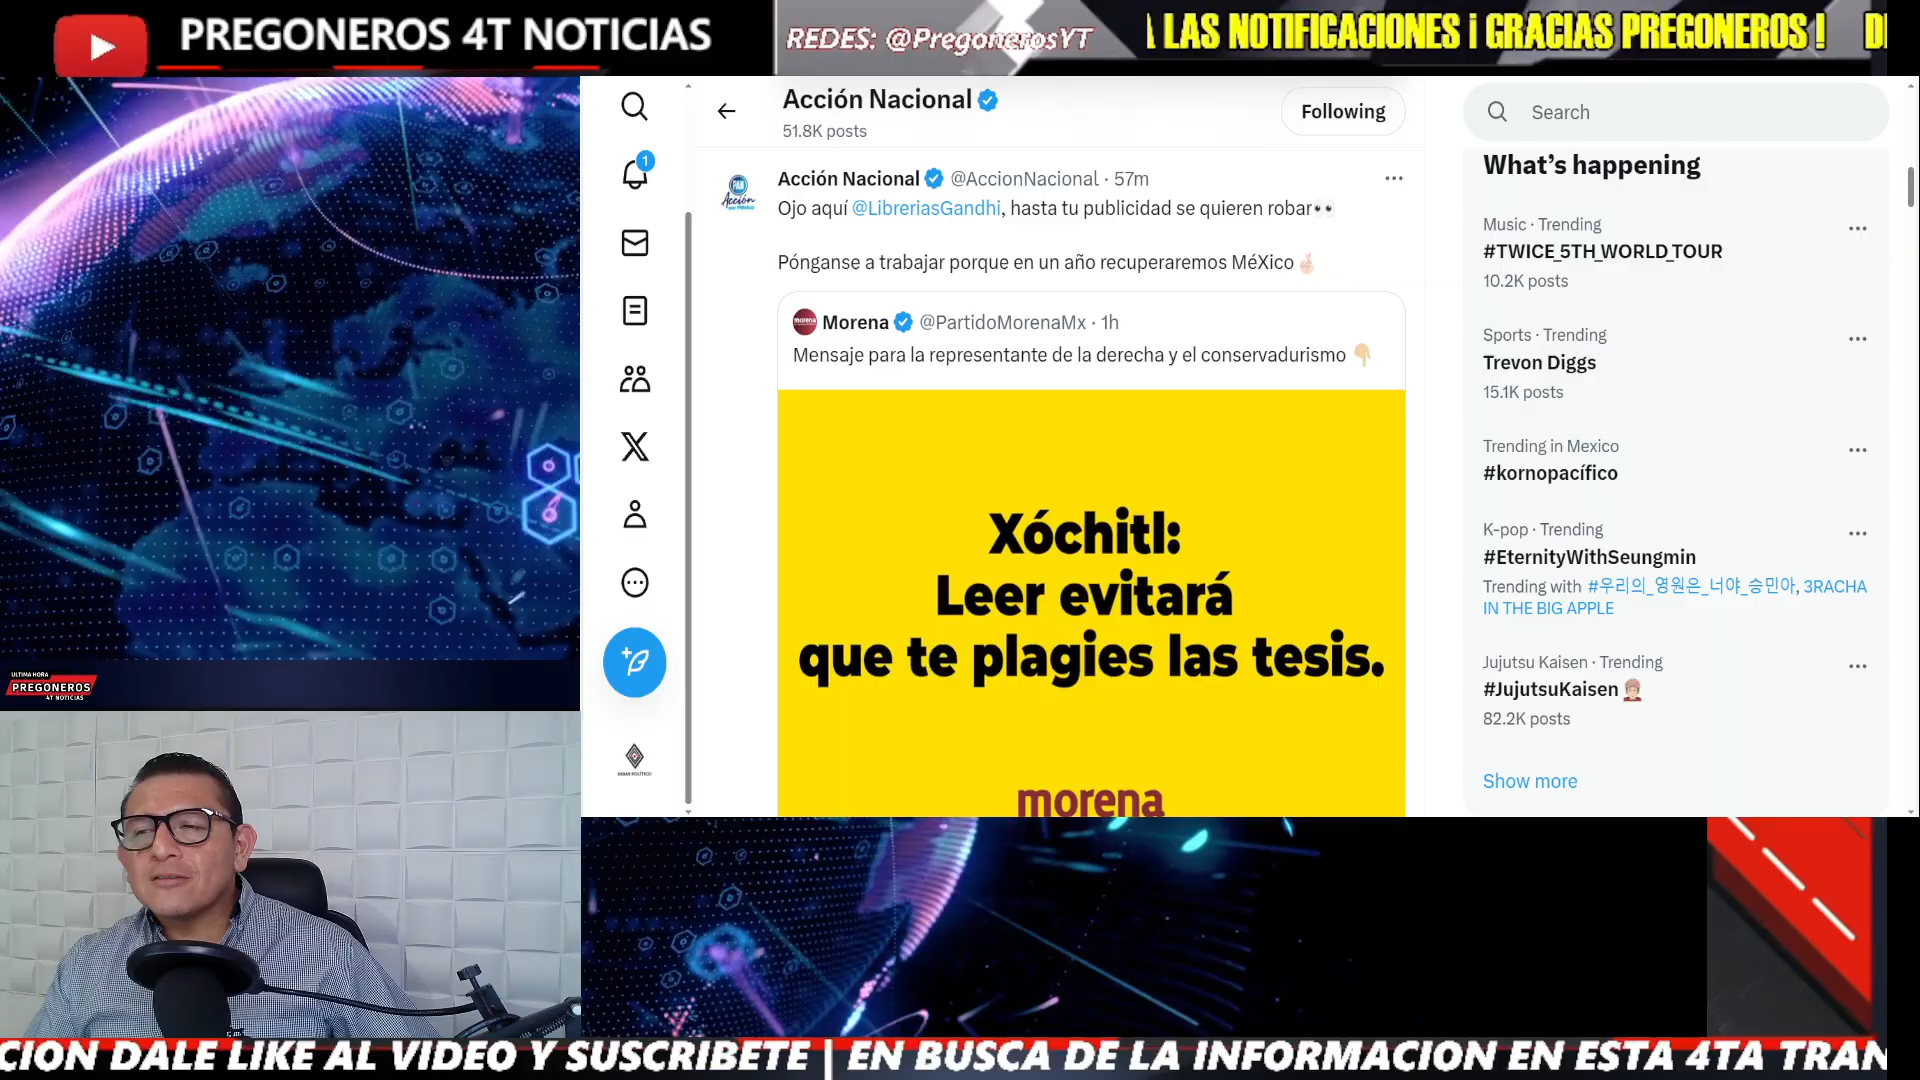 PREGONEROS 4T NOTICIAS
REDES: @PregonerosYT
A LAS NOTIFICACIONES ¡ GRACIAS PREGONEROS !
Acción Nacional
51.8K posts
Following
1
PAN
Acción
por México
Acción Nacional @AccionNacional · 57m
Ojo aquí @LibreriasGandhi, hasta tu publicidad se quieren robar👀
Pónganse a trabajar porque en un año recuperaremos MéXico🤞🏻
morena
Morena @PartidoMorenaMx · 1h
Mensaje para la representante de la derecha y el conservadurismo 👇🏼
Xóchitl:
Leer evitará
que te plagies las tesis.
morena
Search
What’s happening
Music · Trending
#TWICE_5TH_WORLD_TOUR
10.2K posts
Sports · Trending
Trevon Diggs
15.1K posts
Trending in Mexico
#kornopacífico
K-pop · Trending
#EternityWithSeungmin
Trending with #우리의_영원은_너야_승민아, 3RACHA
IN THE BIG APPLE
Jujutsu Kaisen · Trending
#JujutsuKaisen
82.2K posts
Show more
ULTIMA HORA
PREGONEROS
4T NOTICIAS
CION DALE LIKE AL VIDEO Y SUSCRIBETE | EN BUSCA DE LA INFORMACION EN ESTA 4TA TRAN